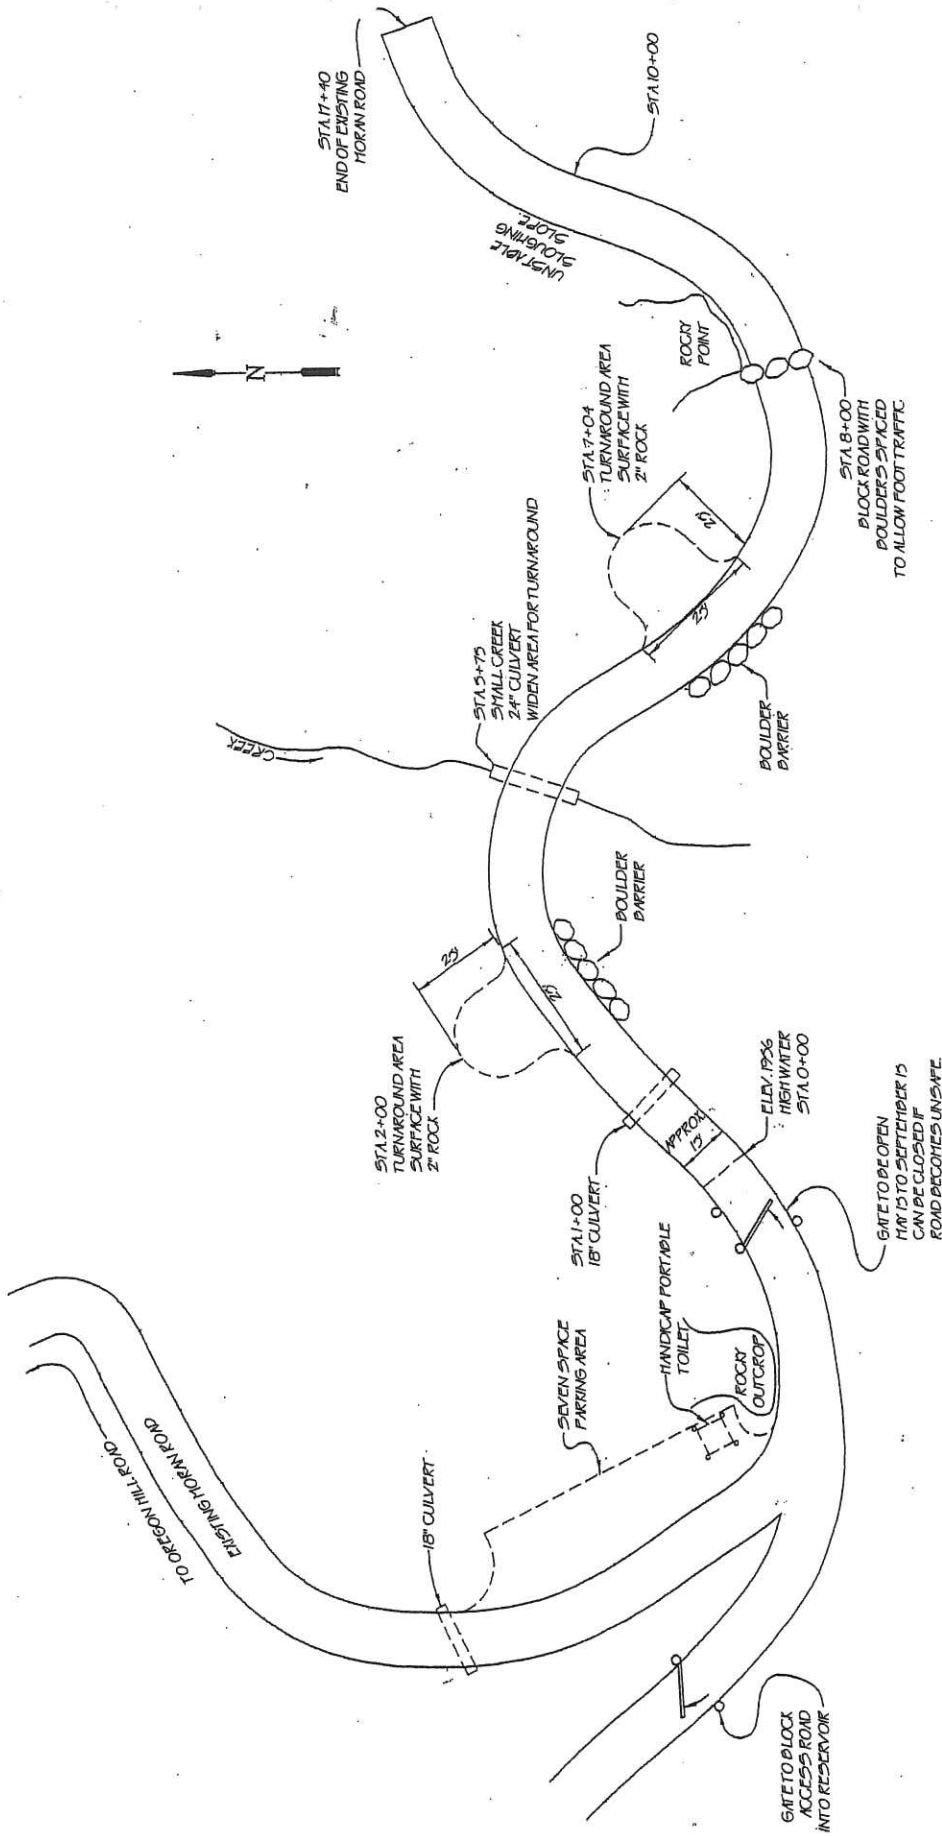 STA.17+40
END OF EXISTING
MORAN ROAD
STA.10+00
UNSTABLE
SLOUGHING
SLOPE.
N
ROCKY
POINT
STA.7+04
TURNAROUND AREA
SURFACE WITH
2" ROCK
25'
25'
STA.8+00
BLOCK ROAD WITH
BOULDERS SPACED
TO ALLOW FOOT TRAFFIC.
STA.5+75
SMALL CREEK
24" CULVERT
WIDEN AREA FOR TURNAROUND
CREEK
BOULDER
BARRIER
BOULDER
BARRIER
25'
25'
STA.2+00
TURNAROUND AREA
SURFACE WITH
2" ROCK
STA.1+00
18" CULVERT
APPROX.
15'
ELEV. 1956
HIGH WATER
STA.0+00
GATE TO BE OPEN
MAY 15 TO SEPTEMBER 15
CAN BE CLOSED IF
ROAD BECOMES UNSAFE.
HANDICAP PORTABLE
TOILET
ROCKY
OUTCROP
SEVEN SPACE
PARKING AREA
18" CULVERT
TO OREGON HILL ROAD
EXISTING MORAN ROAD
GATE TO BLOCK
ACCESS ROAD
INTO RESERVOIR